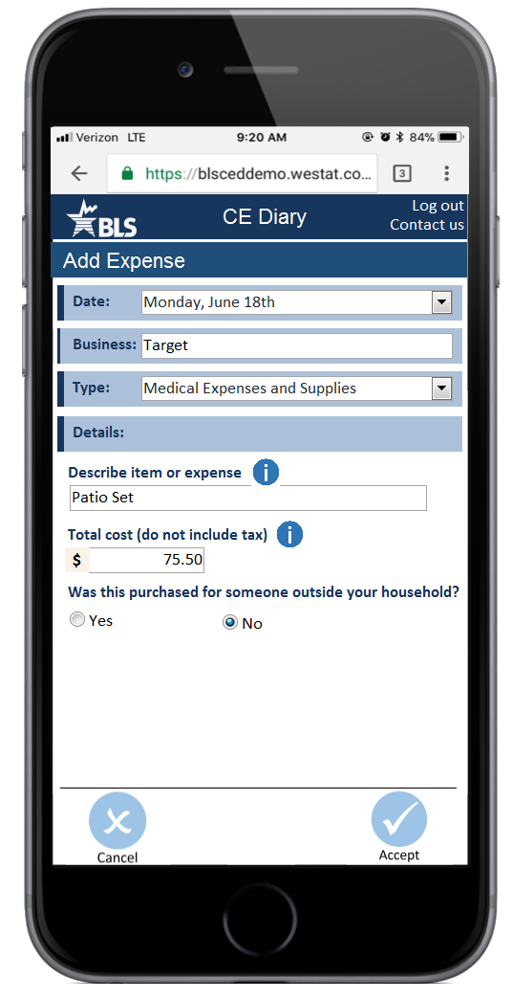 Verizon LTE 9:20 AM 84%
https://blsceddemo.westat.co... 3
BLS CE Diary Log out
Contact us
Add Expense
Date: Monday, June 18th
Business: Target
Type: Medical Expenses and Supplies
Details:
Describe item or expense i
Patio Set
Total cost (do not include tax) i
$ 75.50
Was this purchased for someone outside your household?
Yes No
Cancel Accept